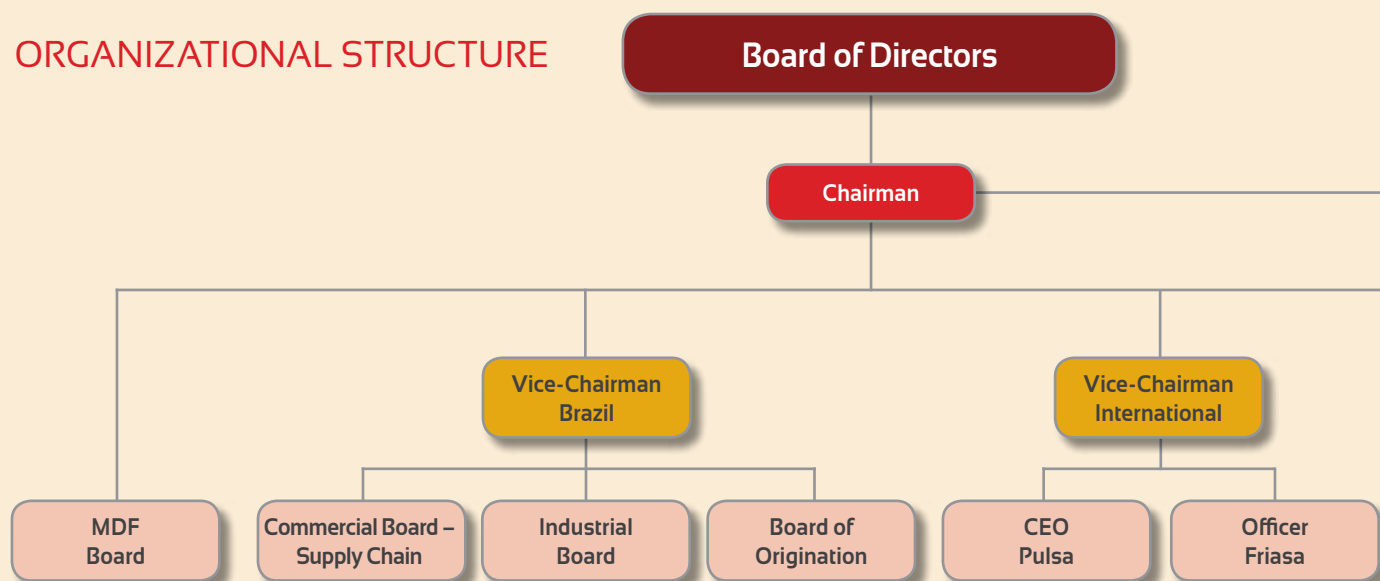 ORGANIZATIONAL STRUCTURE
Board of Directors
Chairman
Vice-Chairman
Brazil
Vice-Chairman
International
MDF
Board
Commercial Board –
Supply Chain
Industrial
Board
Board of
Origination
CEO
Pulsa
Officer
Friasa